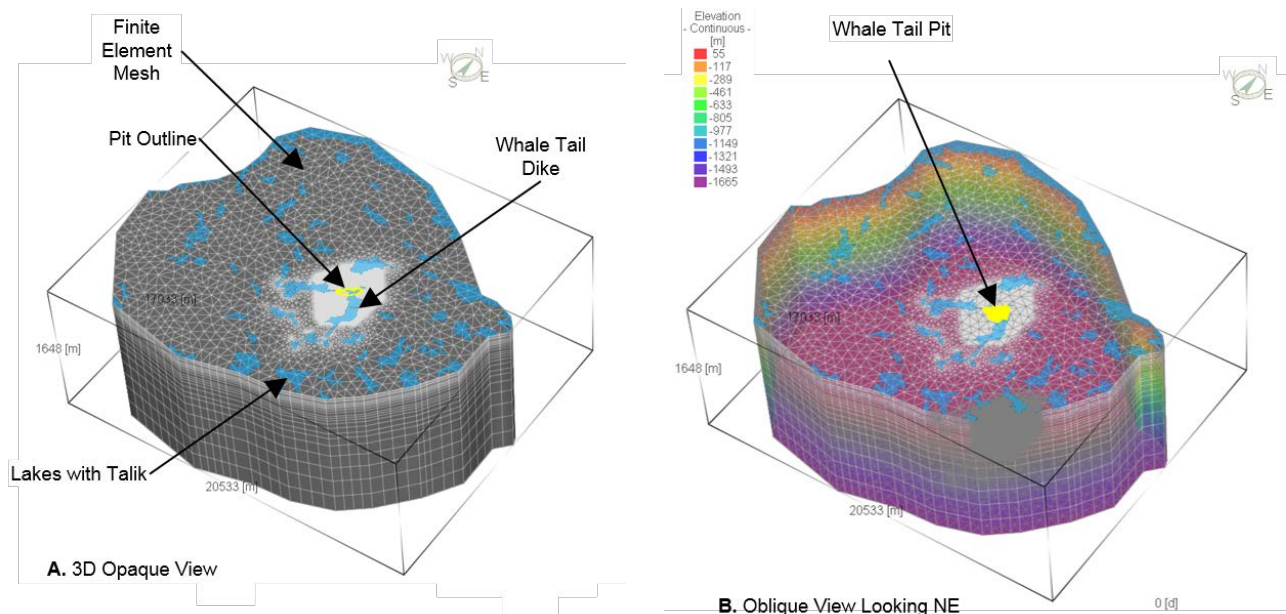 Finite
Element
Mesh
Pit Outline
Whale Tail
Dike
Lakes with Talik
W N
S E
17033 [m]
1648 [m]
20533 [m]
A. 3D Opaque View
Elevation
- Continuous -
[m]
55
-117
-289
-461
-633
-805
-977
-1149
-1321
-1493
-1665
Whale Tail Pit
W N
S E
17033 [m]
1648 [m]
20533 [m]
B. Oblique View Looking NE
0 [d]